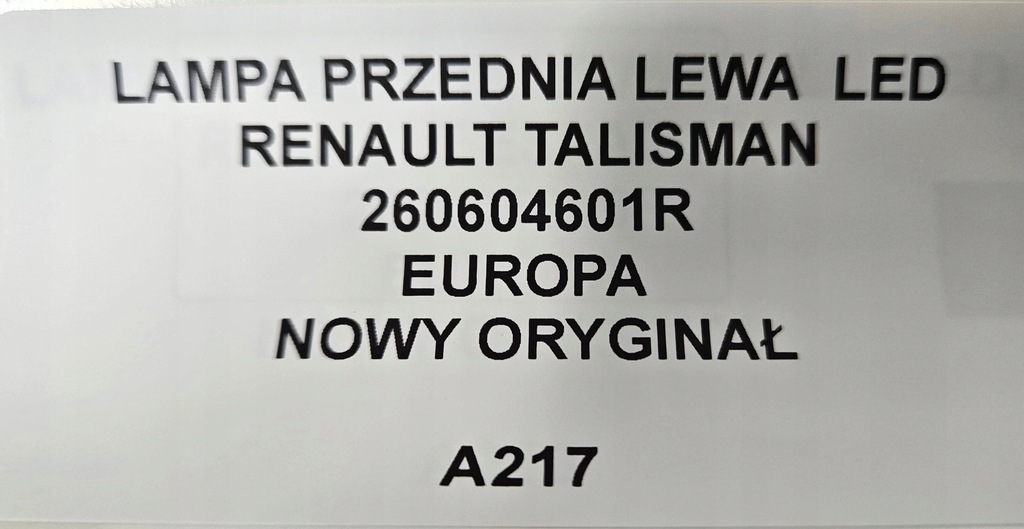 LAMPA PRZEDNIA LEWA LED
RENAULT TALISMAN
260604601R
EUROPA
NOWY ORYGINAŁ
A217